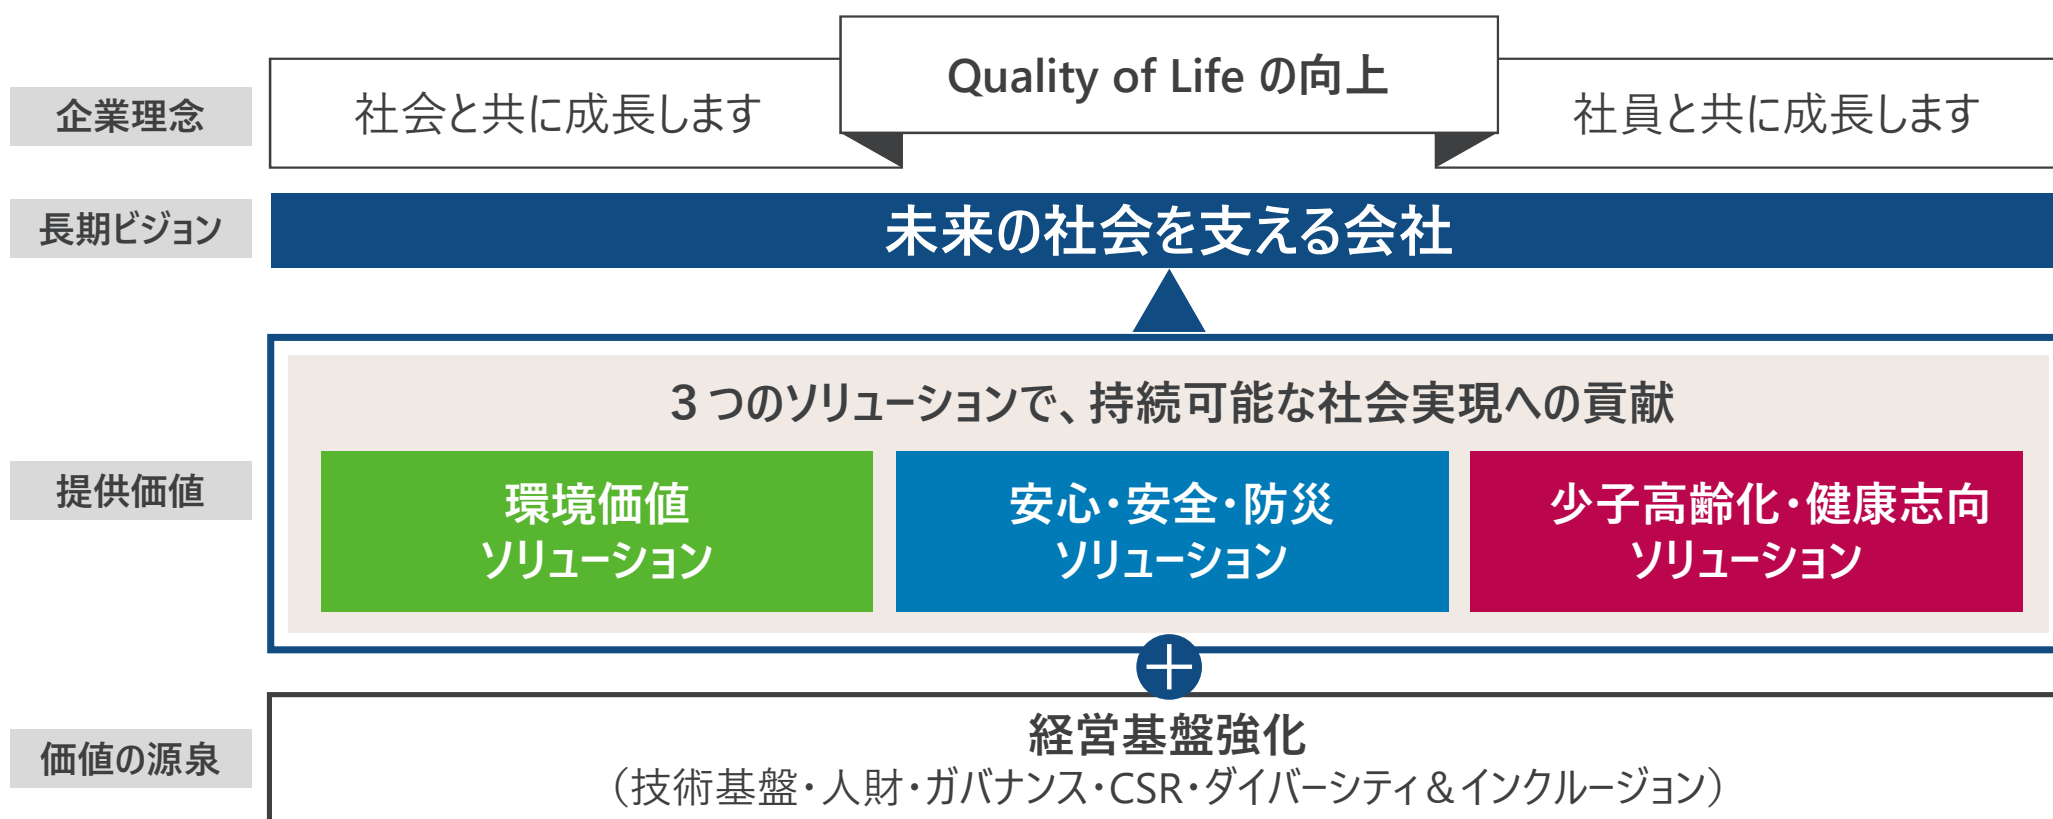 企業理念
社会と共に成長します
Quality of Life の向上
社員と共に成長します
長期ビジョン
未来の社会を支える会社
提供価値
3つのソリューションで、持続可能な社会実現への貢献
環境価値
ソリューション
安心・安全・防災
ソリューション
少子高齢化・健康志向
ソリューション
価値の源泉
経営基盤強化
（技術基盤・人財・ガバナンス・CSR・ダイバーシティ＆インクルージョン）